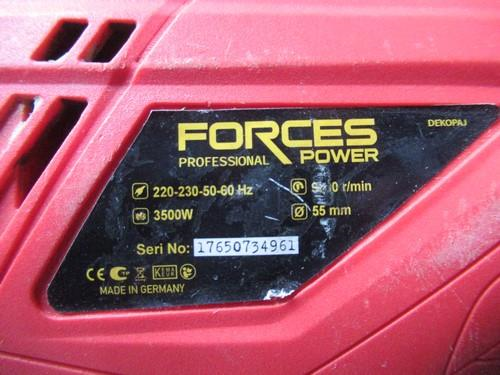 FORCES
PROFESSIONAL POWER
DEKOPAJ
220-230-50-60 Hz
r/min
3500W
55 mm
Seri No: 17650734961
CE
MADE IN GERMANY